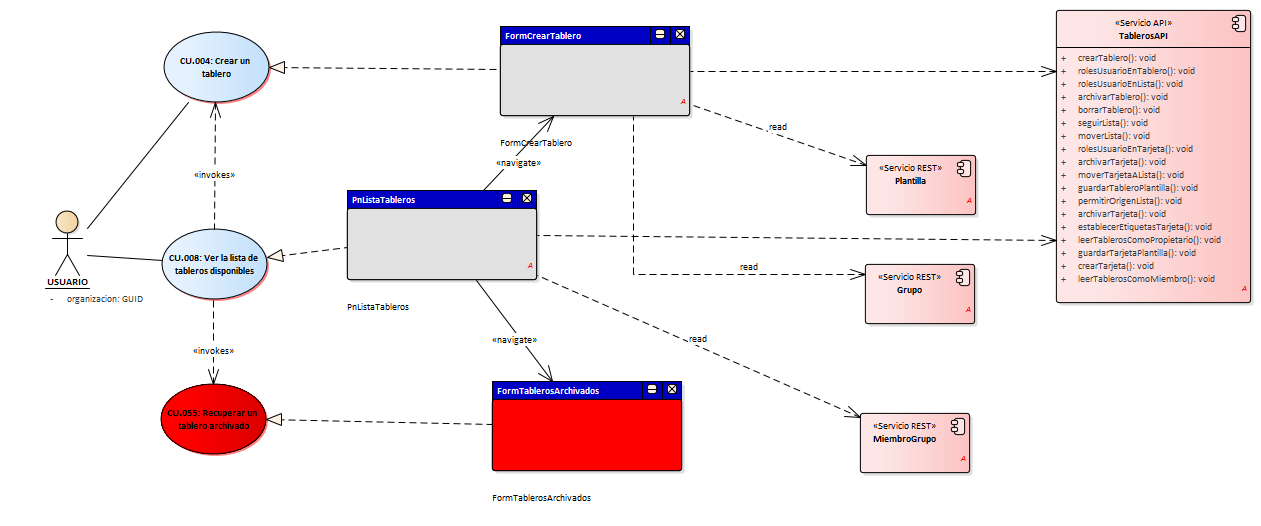 CU.004: Crear un
tablero
«invokes»
USUARIO
- organizacion: GUID
CU.008: Ver la lista de
tableros disponibles
«invokes»
CU.055: Recuperar un
tablero archivado
FormCrearTablero
A
FormCrearTablero
«navigate»
PnListaTableros
A
PnListaTableros
«navigate»
FormTablerosArchivados
FormTablerosArchivados
read
«Servicio REST»
Plantilla
A
read
«Servicio REST»
Grupo
A
read
«Servicio REST»
MiembroGrupo
A
«Servicio API»
TablerosAPI
+ crearTablero(): void
+ rolesUsuarioEnTablero(): void
+ rolesUsuarioEnLista(): void
+ archivarTablero(): void
+ borrarTablero(): void
+ seguirLista(): void
+ moverLista(): void
+ rolesUsuarioEnTarjeta(): void
+ archivarTarjeta(): void
+ moverTarjetaALista(): void
+ guardarTableroPlantilla(): void
+ permitirOrigenLista(): void
+ archivarTarjeta(): void
+ establecerEtiquetasTarjeta(): void
+ leerTablerosComoPropietario(): void
+ guardarTarjetaPlantilla(): void
+ crearTarjeta(): void
+ leerTablerosComoMiembro(): void
A